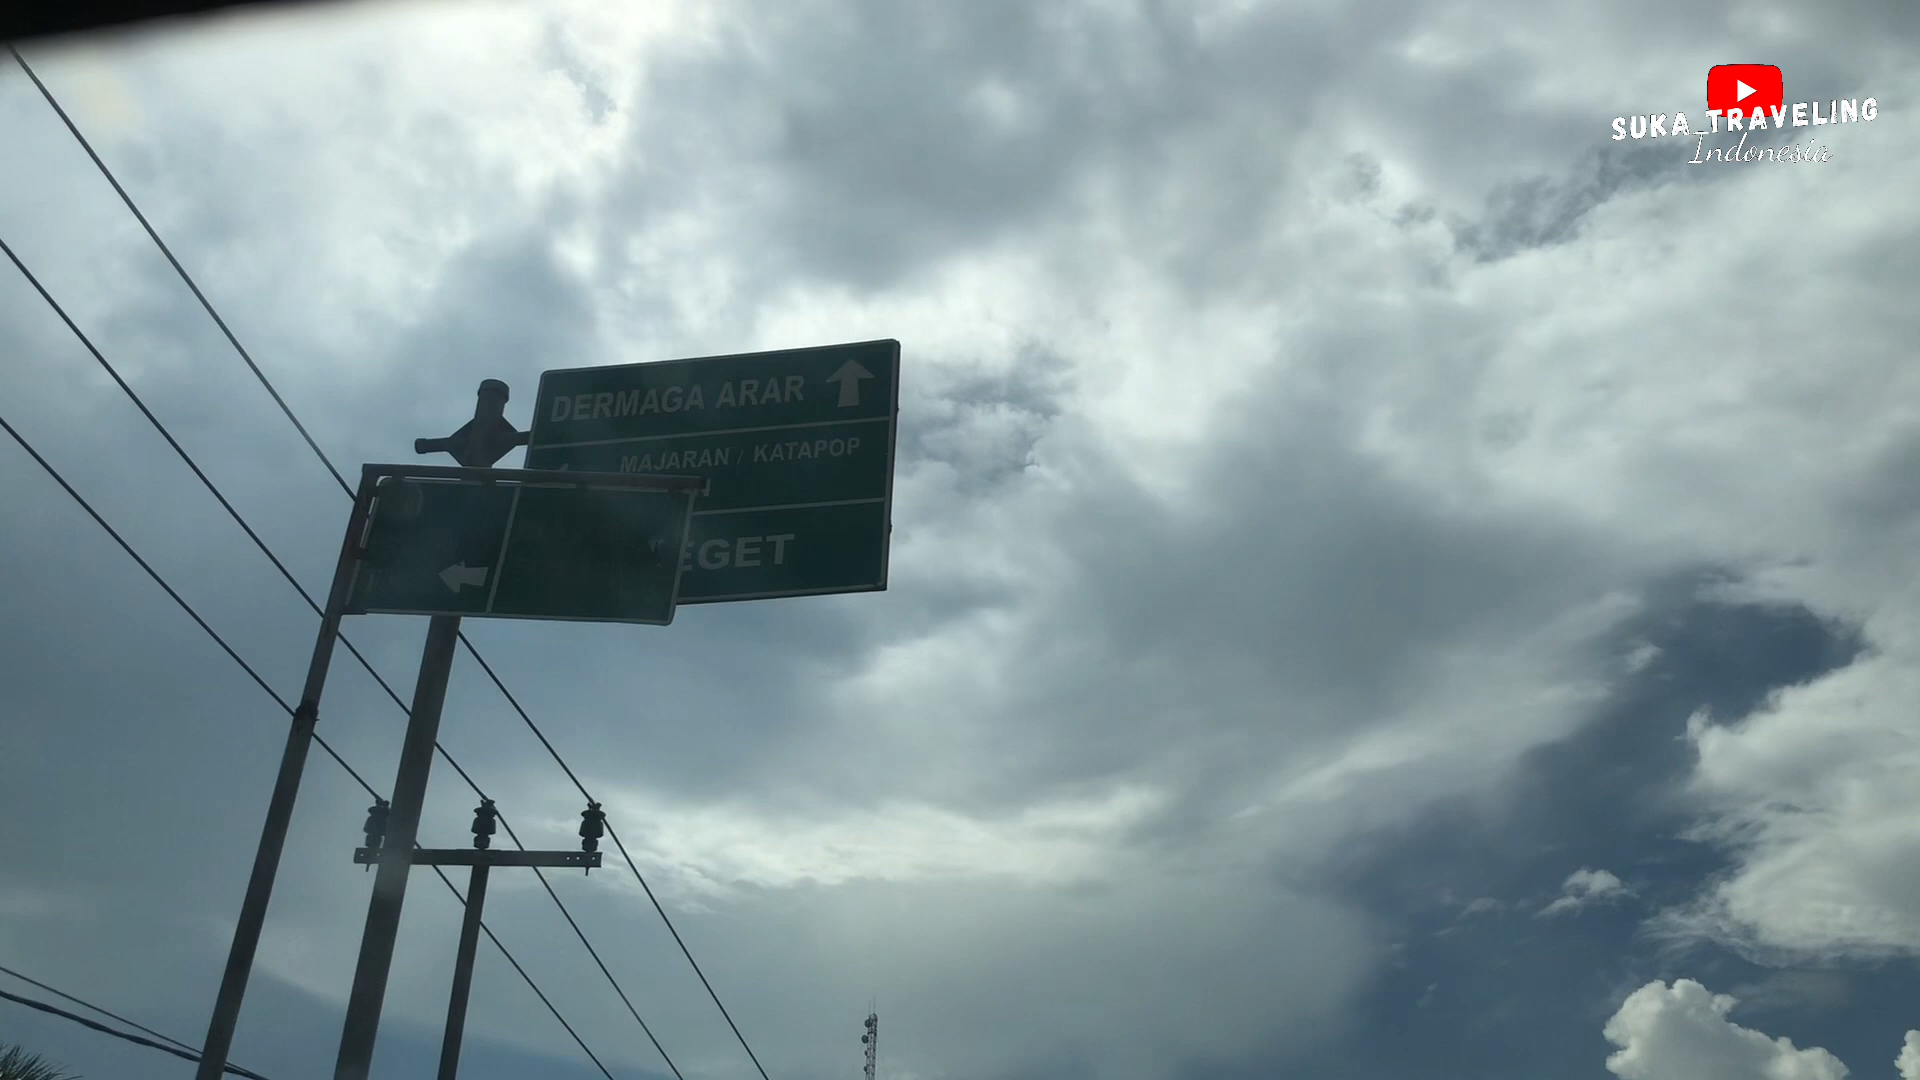 SUKA_TRAVELING
Indonesia
DERMAGA ARAR
MAJARAN / KATAPOP
EGET